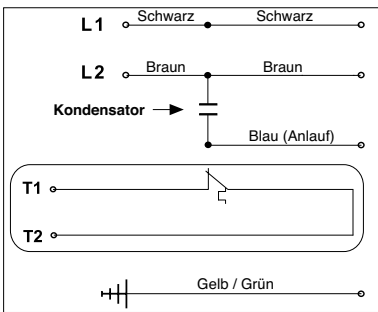 L1 Schwarz Schwarz
L2 Braun Braun
Kondensator
Blau (Anlauf)
T1
T2
Gelb / Grün